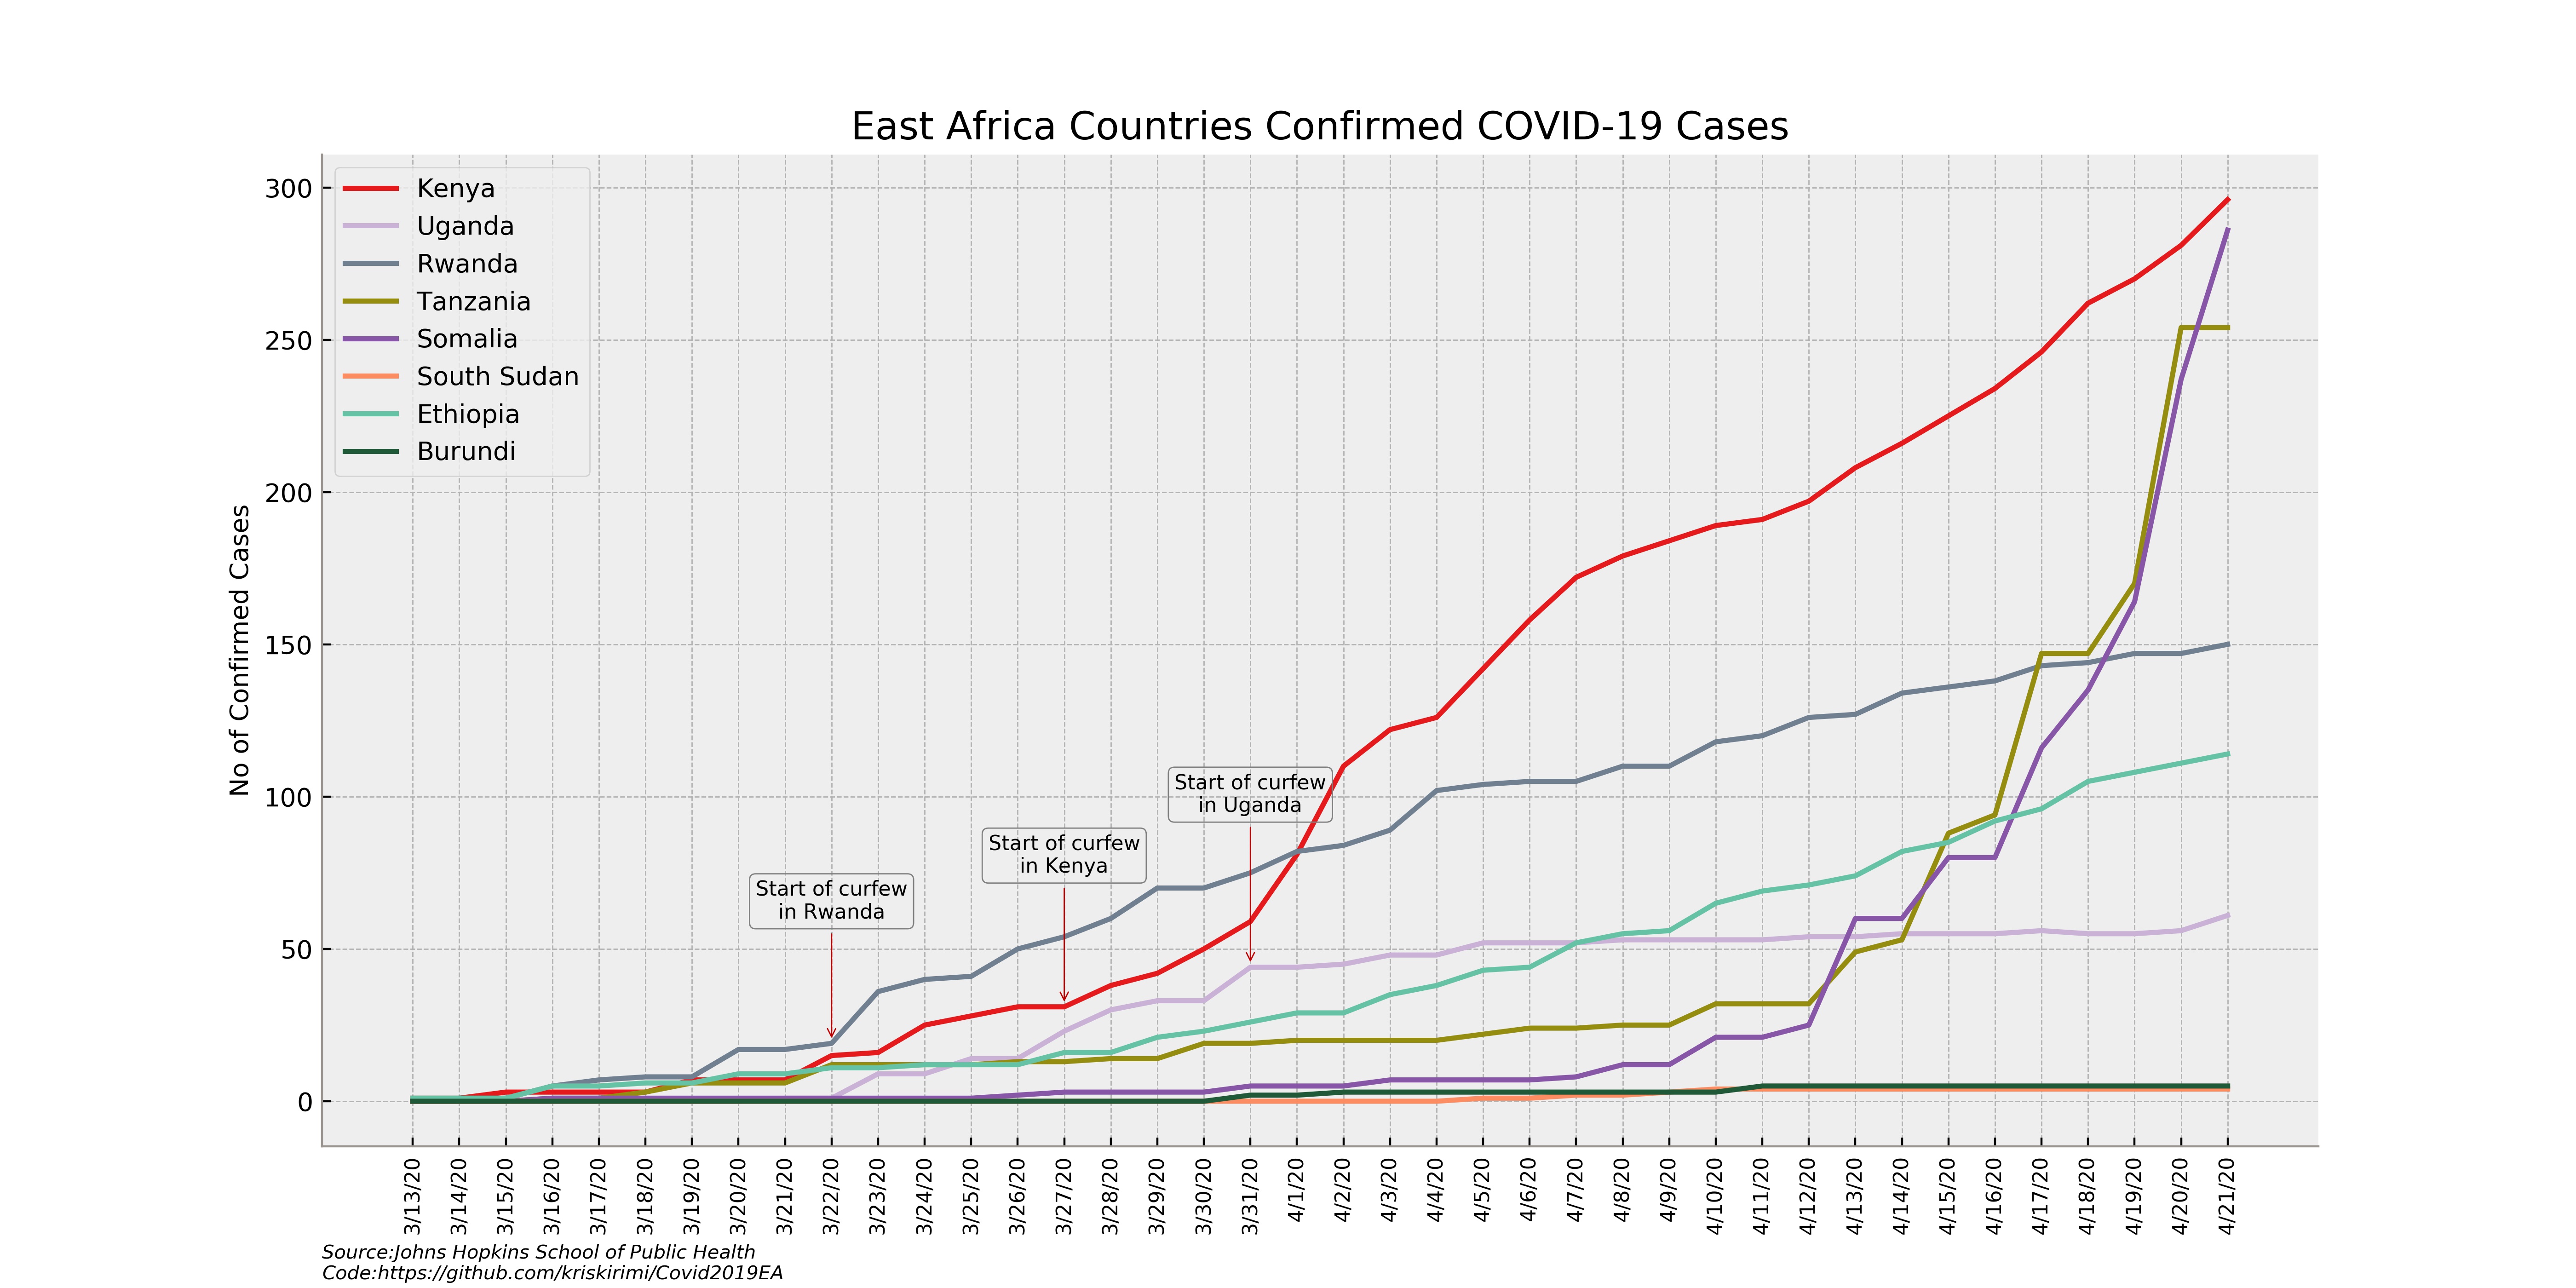 East Africa Countries Confirmed COVID-19 Cases
Kenya
Uganda
Rwanda
Tanzania
Somalia
South Sudan
Ethiopia
Burundi
No of Confirmed Cases
300
250
200
150
100
50
0
Start of curfew
in Rwanda
Start of curfew
in Kenya
Start of curfew
in Uganda
3/13/20
3/14/20
3/15/20
3/16/20
3/17/20
3/18/20
3/19/20
3/20/20
3/21/20
3/22/20
3/23/20
3/24/20
3/25/20
3/26/20
3/27/20
3/28/20
3/29/20
3/30/20
3/31/20
4/1/20
4/2/20
4/3/20
4/4/20
4/5/20
4/6/20
4/7/20
4/8/20
4/9/20
4/10/20
4/11/20
4/12/20
4/13/20
4/14/20
4/15/20
4/16/20
4/17/20
4/18/20
4/19/20
4/20/20
4/21/20
Source:Johns Hopkins School of Public Health
Code:https://github.com/kriskirimi/Covid2019EA